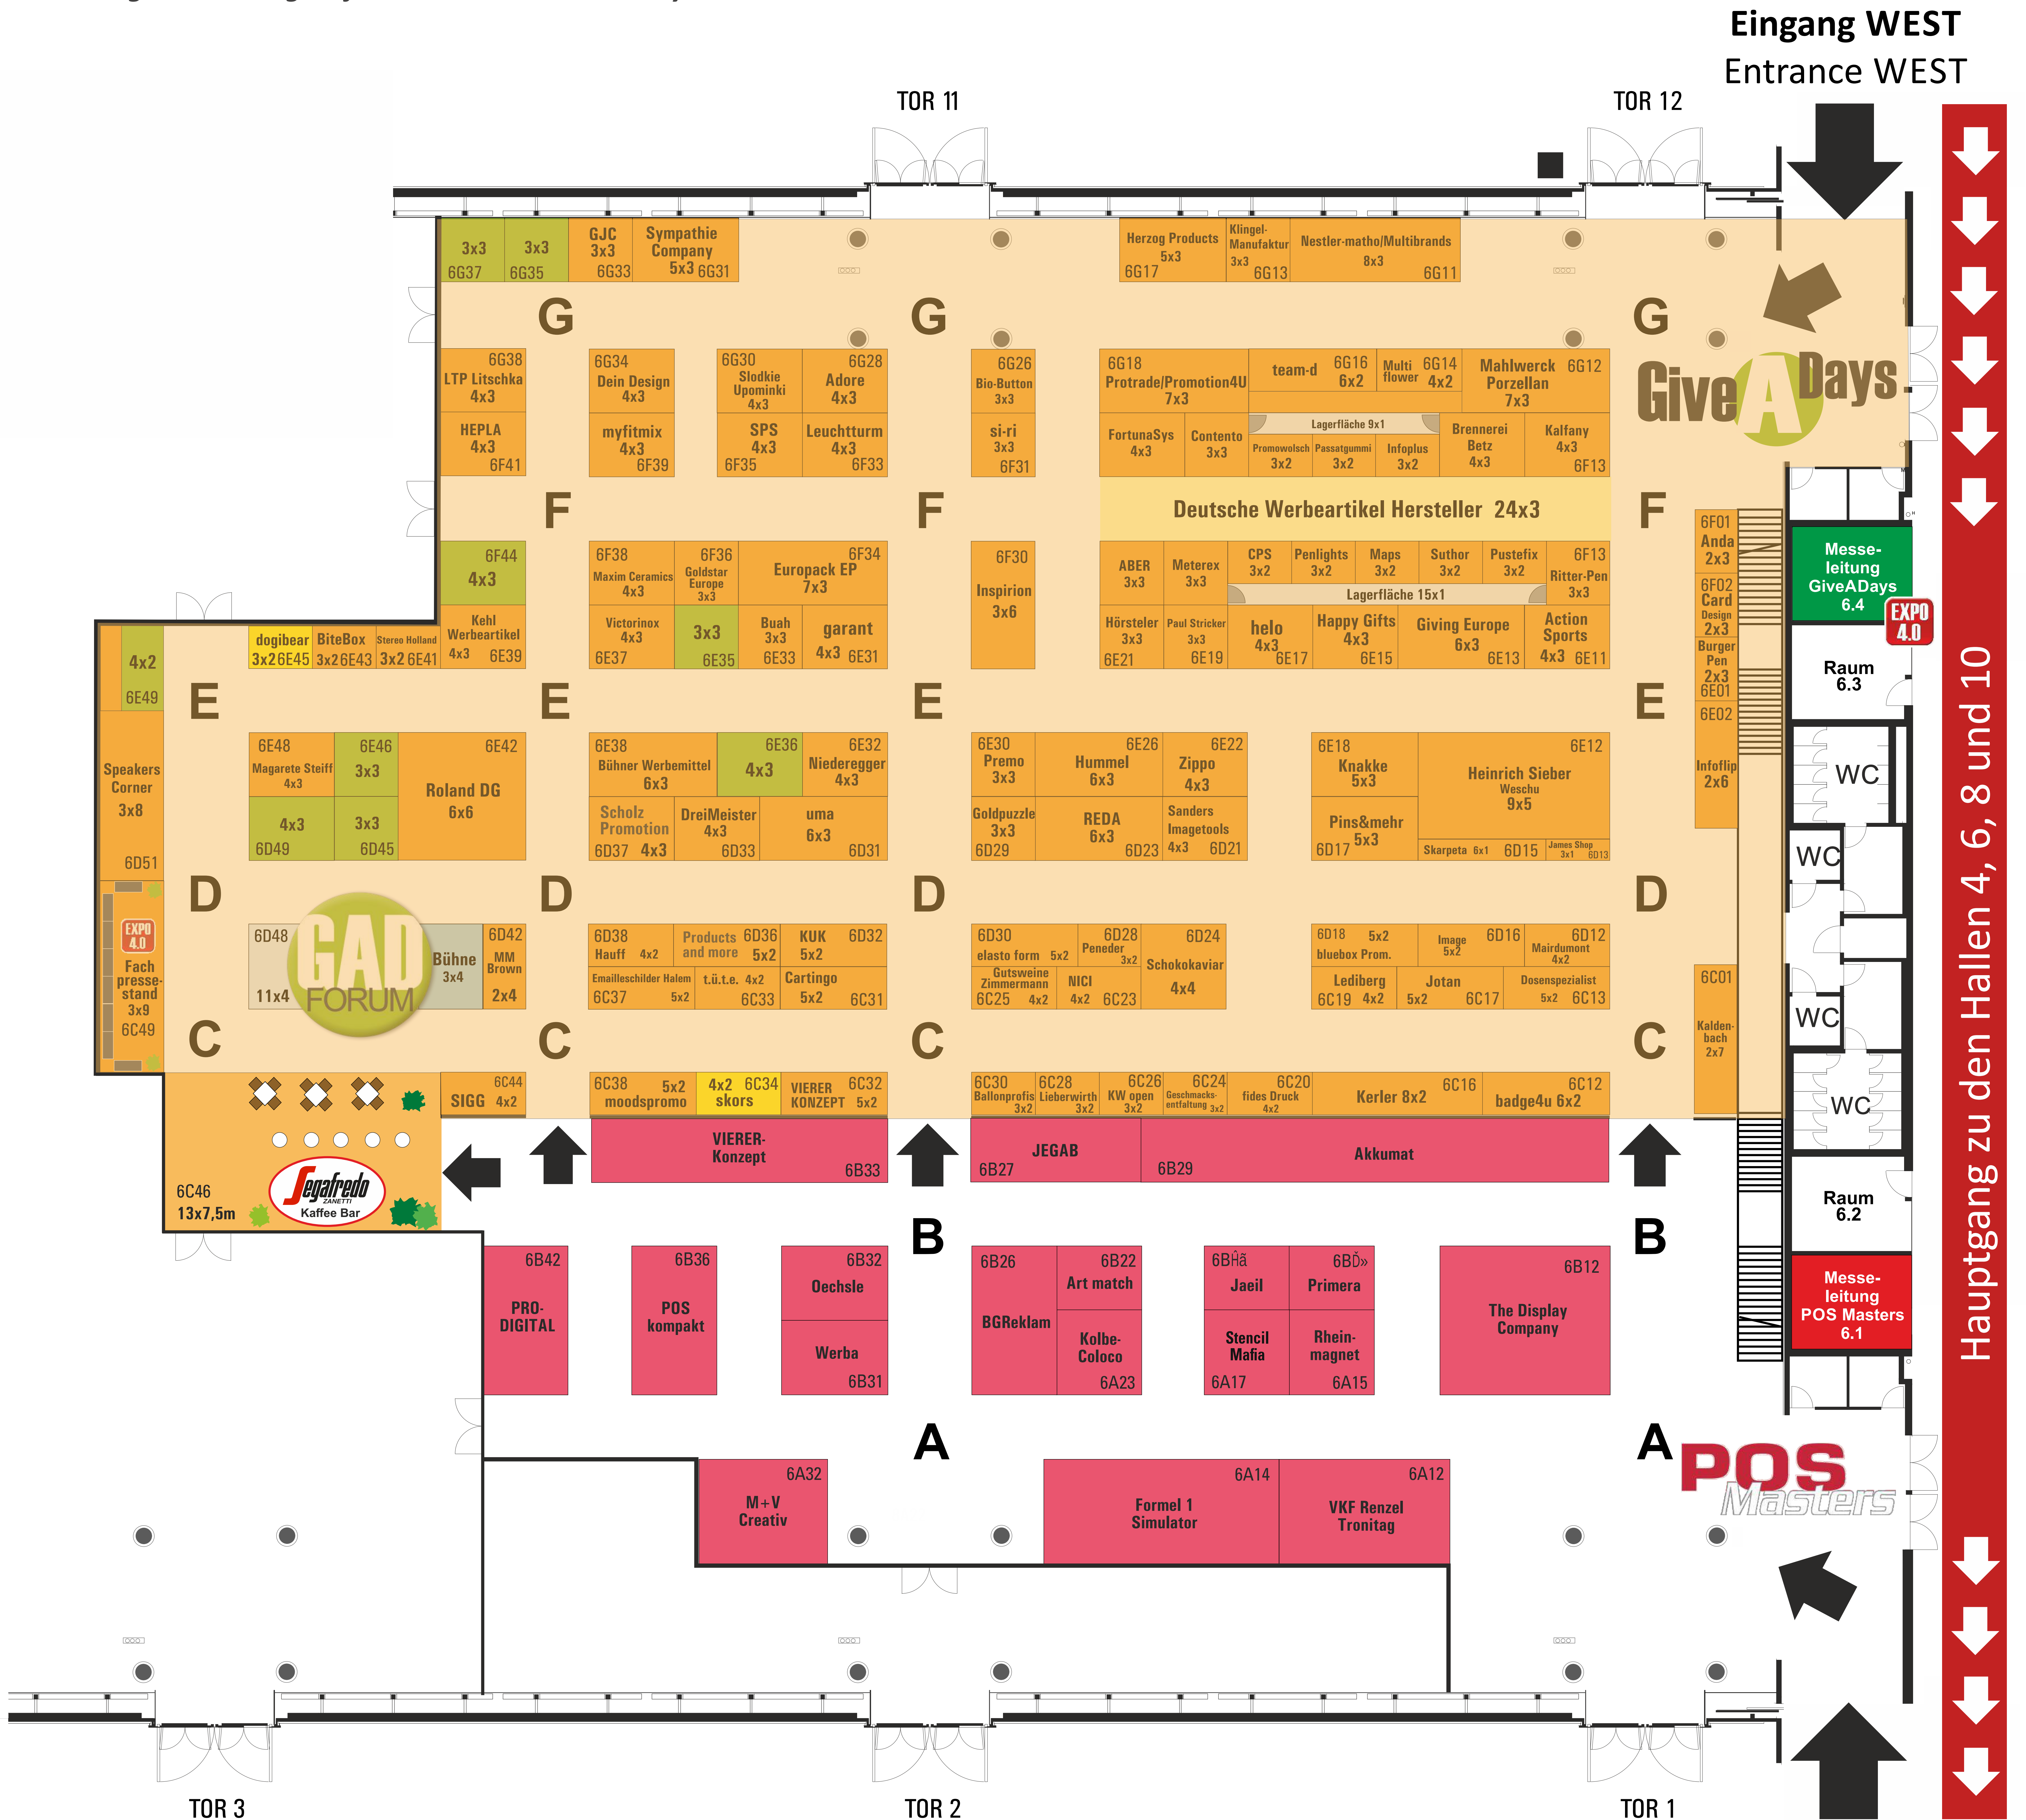 Eingang WEST
Entrance WEST
TOR 11
TOR 12
3x3
6G37
3x3
6G35
GJC
3x3
6G33
Sympathie
Company
5x3 6G31
Herzog Products
5x3
6G17
Klingel-
Manufaktur
3x3
6G13
Nestler-matho/Multibrands
8x3
6G11
G
G
G
6G38
LTP Litschka
4x3
HEPLA
4x3
6F41
6G34
Dein Design
4x3
myfitmix
4x3
6F39
6G30
Slodkie
Upominki
4x3
6G28
Adore
4x3
SPS
4x3
6F35
Leuchtturm
4x3
6F33
6G26
Bio-Button
3x3
si-ri
3x3
6F31
6G18
Protrade/Promotion4U
7x3
team-d
6G16
6x2
Multi
flower
6G14
4x2
Mahlwerck
Porzellan
6G12
7x3
FortunaSys
4x3
Contento
3x3
Lagerfläche 9x1
Promowolsch
3x2
Passatgummi
3x2
Infoplus
3x2
Brennerei
Betz
4x3
Kalfany
4x3
6F13
GiveADays
F
F
F
Deutsche Werbeartikel Hersteller 24x3
6F44
4x3
Kehl
Werbeartikel
4x3
6E39
6F38
Maxim Ceramics
4x3
6F36
Goldstar
Europe
3x3
6F34
Europack EP
7x3
Victorinox
4x3
6E37
3x3
6E35
Buah
3x3
6E33
garant
4x3 6E31
6F30
Inspirion
3x6
ABER
3x3
Meterex
3x3
CPS
3x2
Penlights
3x2
Maps
3x2
Suthor
3x2
Pustefix
3x2
6F13
Ritter-Pen
3x3
Lagerfläche 15x1
Hörsteler
3x3
6E21
Paul Stricker
3x3
6E19
helo
4x3
6E17
Happy Gifts
4x3
6E15
Giving Europe
6x3
6E13
Action
Sports
4x3 6E11
6F01
Anda
2x3
6F02
Card
Design
2x3
Burger
Pen
2x3
6E01
6E02
Infoflip
2x6
Messe-
leitung
GiveADays
6.4
EXPO
4.0
Raum
6.3
WC
WC
WC
WC
4x2
6E49
dogibear
3x2 6E45
BiteBox
3x2 6E43
Stereo Holland
3x2 6E41
E
E
E
E
Speakers
Corner
3x8
6D51
6E48
Magarete Steiff
4x3
6E46
3x3
6E42
Roland DG
6x6
4x3
6D49
3x3
6D45
6E38
Bühner Werbemittel
6x3
6E36
4x3
6E32
Niederegger
4x3
Scholz
Promotion
6D37 4x3
DreiMeister
4x3
6D33
uma
6x3
6D31
6E30
Premo
3x3
6E26
Hummel
6x3
6E22
Zippo
4x3
Goldpuzzle
3x3
6D29
REDA
6x3
6D23
Sanders
Imagetools
4x3 6D21
6E18
Knakke
5x3
6E12
Heinrich Sieber
Weschu
9x5
Pins&mehr
5x3
6D17
Skarpeta 6x1 6D15
James Shop
3x1 6D13
D
D
D
D
EXPO
4.0
Fach
presse-
stand
3x9
6C49
6D48
11x4
GAD
FORUM
Bühne
3x4
6D42
MM
Brown
2x4
6D38
Hauff 4x2
Products
and more
6D36
5x2
KUK
5x2
6D32
Emailleschilder Halem
6C37 5x2
t.ü.t.e. 4x2
6C33
Cartingo
5x2
6C31
6D30
elasto form 5x2
6D28
Peneder
3x2
6D24
Schokokaviar
4x4
Gutsweine
Zimmermann
6C25 4x2
NICI
4x2 6C23
6D18 5x2
bluebox Prom.
Image
5x2
6D16
6D12
Mairdumont
4x2
Lediberg
6C19 4x2
Jotan
5x2 6C17
Dosenspezialist
5x2 6C13
6C01
Kalden-
bach
2x7
C
C
C
C
6C44
SIGG 4x2
6C38 5x2
moodspromo
4x2 6C34
skors
VIERER
KONZEPT
6C32
5x2
6C30
Ballonprofis
3x2
6C28
Lieberwirth
3x2
6C26
KW open
3x2
6C24
Geschmacks-
entfaltung 3x2
6C20
fides Druck
4x2
6C16
Kerler 8x2
6C12
badge4u 6x2
6C46
13x7,5m
Segafredo
ZANETTI
Kaffee Bar
VIERER-
Konzept
6B33
JEGAB
6B27
6B29
Akkumat
B
B
Raum
6.2
Messe-
leitung
POS Masters
6.1
6B42
PRO-
DIGITAL
6B36
POS
kompakt
6B32
Oechsle
Werba
6B31
6B26
BGReklam
6B22
Art match
Kolbe-
Coloco
6A23
6BĤã
Jaeil
6BĎ»
Primera
Stencil
Mafia
6A17
Rhein-
magnet
6A15
6B12
The Display
Company
A
A
POS
Masters
6A32
M+V
Creativ
6A14
Formel 1
Simulator
6A12
VKF Renzel
Tronitag
Hauptgang zu den Hallen 4, 6, 8 und 10
TOR 3
TOR 2
TOR 1